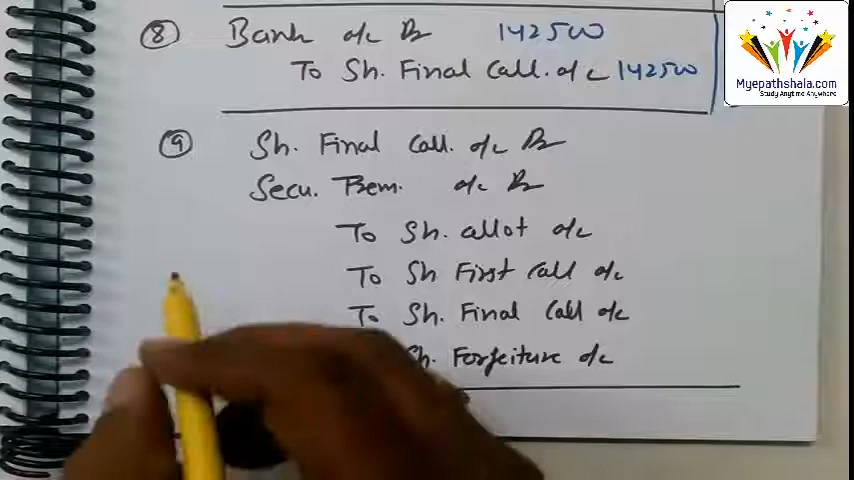 ⑧ Bank a/c Dr 142500
To Sh. Final Call. a/c 142500
⑨ Sh. Final Call. a/c Dr
Secu. Prem. a/c Dr
To Sh. allot a/c
To Sh First Call a/c
To Sh. Final Call a/c
Sh. Forfeiture a/c
Myepathshala.com
Study Anytime Anywhere